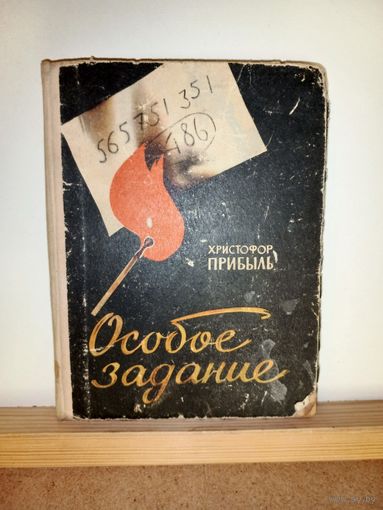 565 751 351
486
ХРИСТОФОР
ПРИБЫЛЬ
Особое
задание